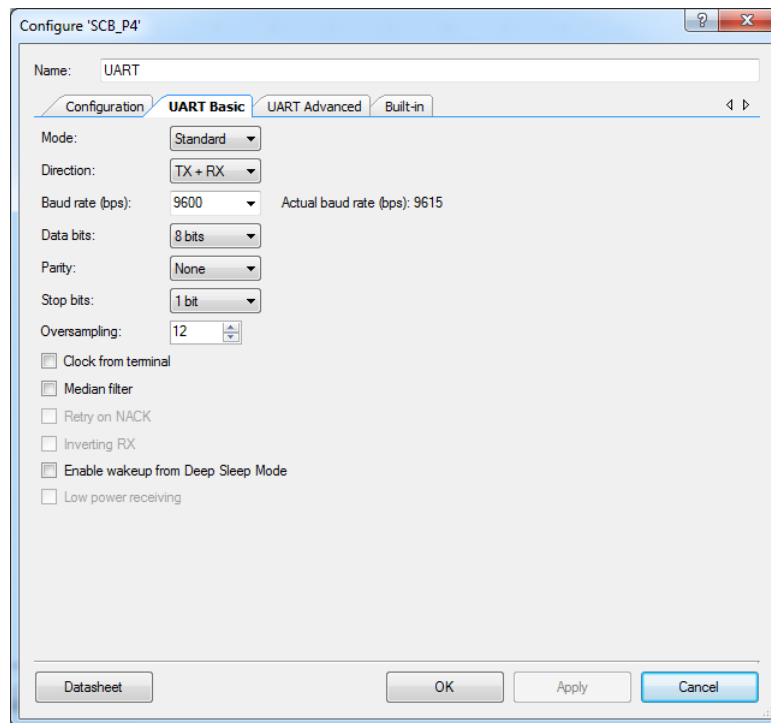 Configure 'SCB_P4'
Name: UART
Configuration UART Basic UART Advanced Built-in
Mode: Standard
Direction: TX + RX
Baud rate (bps): 9600 Actual baud rate (bps): 9615
Data bits: 8 bits
Parity: None
Stop bits: 1 bit
Oversampling: 12
Clock from terminal
Median filter
Retry on NACK
Inverting RX
Enable wakeup from Deep Sleep Mode
Low power receiving
Datasheet OK Apply Cancel